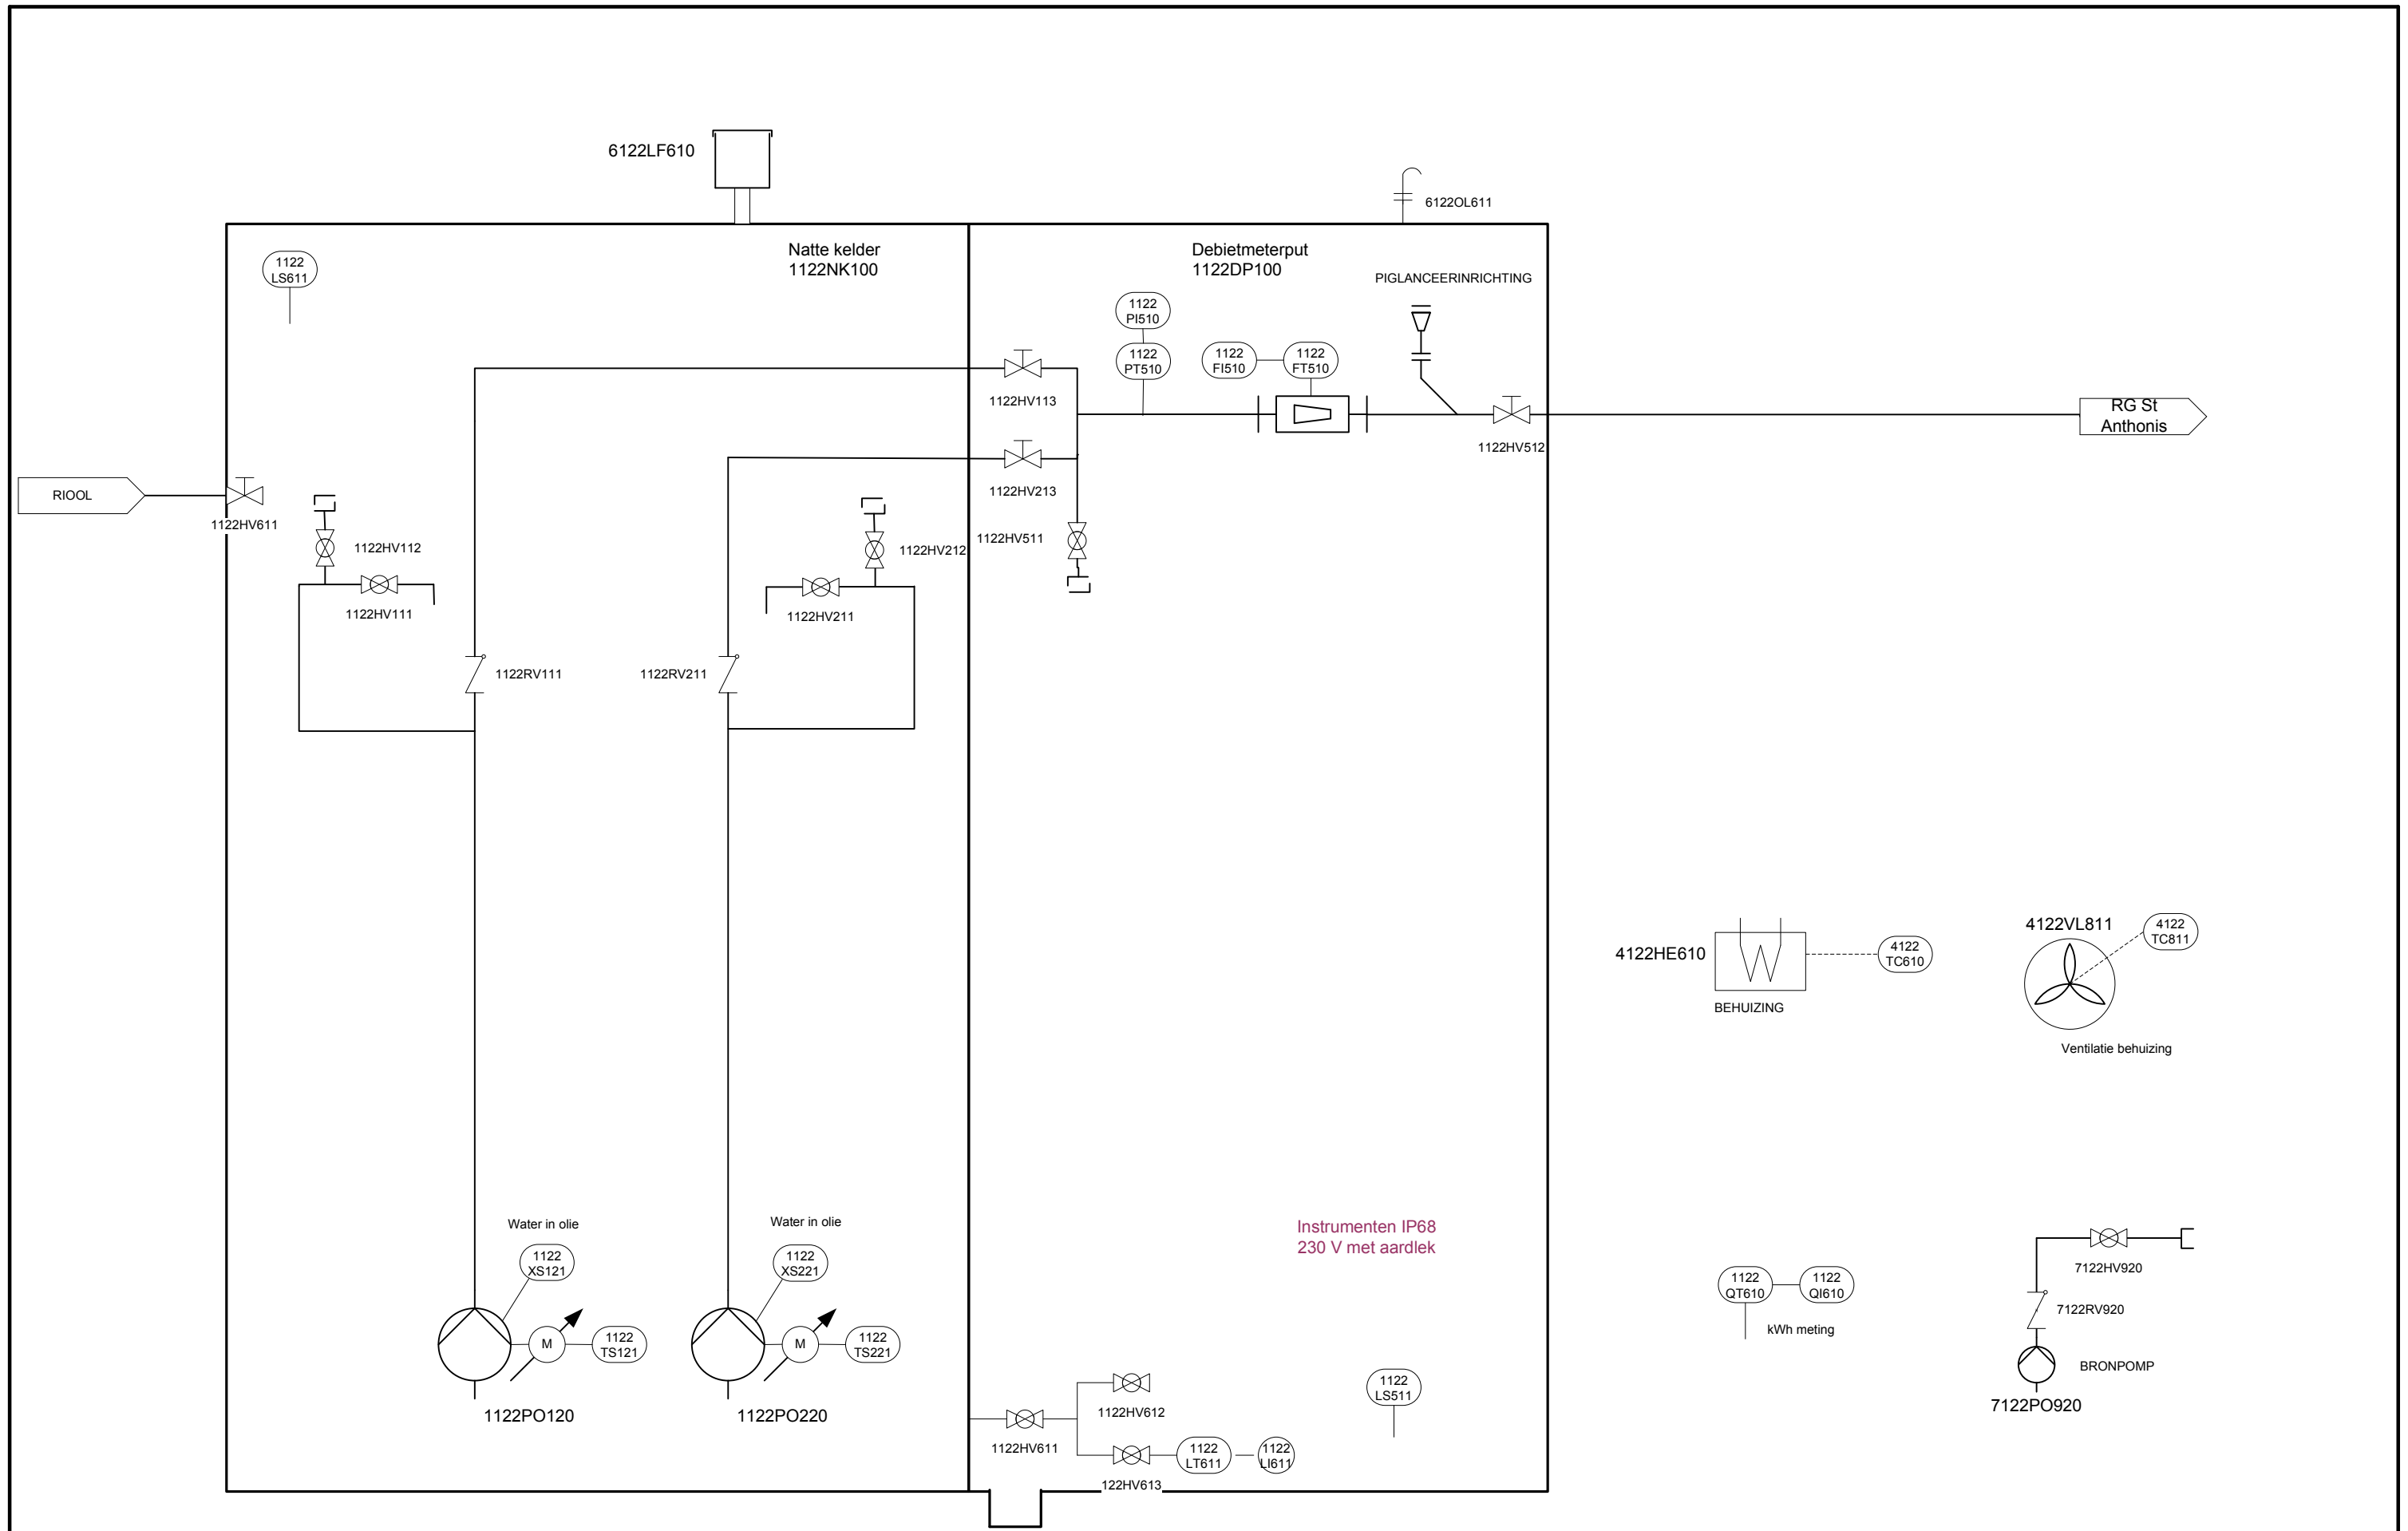 6122LF610
6122OL611
Natte kelder
1122NK100
Debietmeterput
1122DP100
1122
LS611
PIGLANCEERINRICHTING
1122
PI510
1122
PT510
1122
FI510
1122
FT510
1122HV113
RG St
Anthonis
1122HV512
RIOOL
1122HV213
1122HV611
1122HV112
1122HV212
1122HV511
1122HV111
1122HV211
1122RV111
1122RV211
4122VL811
4122
TC811
4122HE610
4122
TC610
BEHUIZING
Ventilatie behuizing
Water in olie
Water in olie
Instrumenten IP68
230 V met aardlek
1122
XS121
1122
XS221
7122HV920
1122
QT610
1122
QI610
7122RV920
kWh meting
M
1122
TS121
M
1122
TS221
BRONPOMP
7122PO920
1122
LS511
1122PO120
1122PO220
1122HV612
1122HV611
1122
LT611
1122
LI611
122HV613